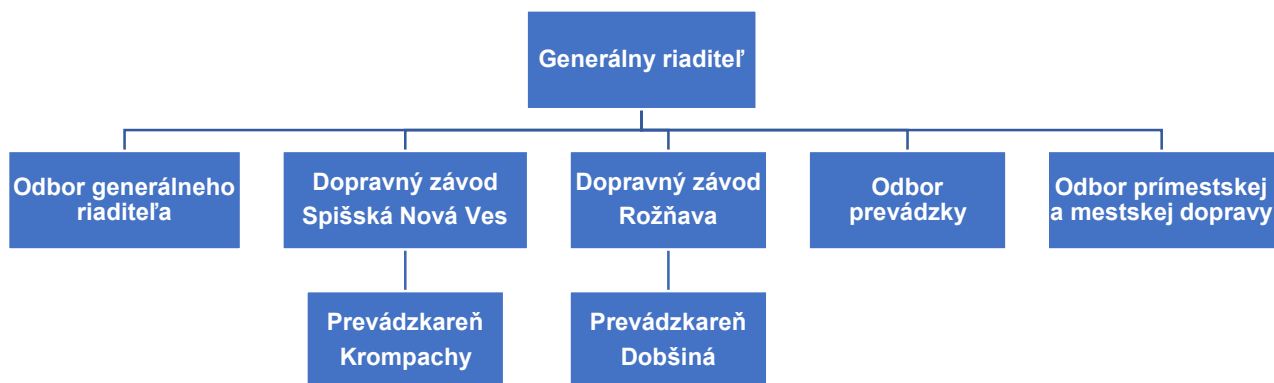 Generálny riaditeľ
Odbor generálneho
riaditeľa
Dopravný závod
Spišská Nová Ves
Dopravný závod
Rožňava
Odbor
prevádzky
Odbor prímestskej
a mestskej dopravy
Prevádzkareň
Krompachy
Prevádzkareň
Dobšiná